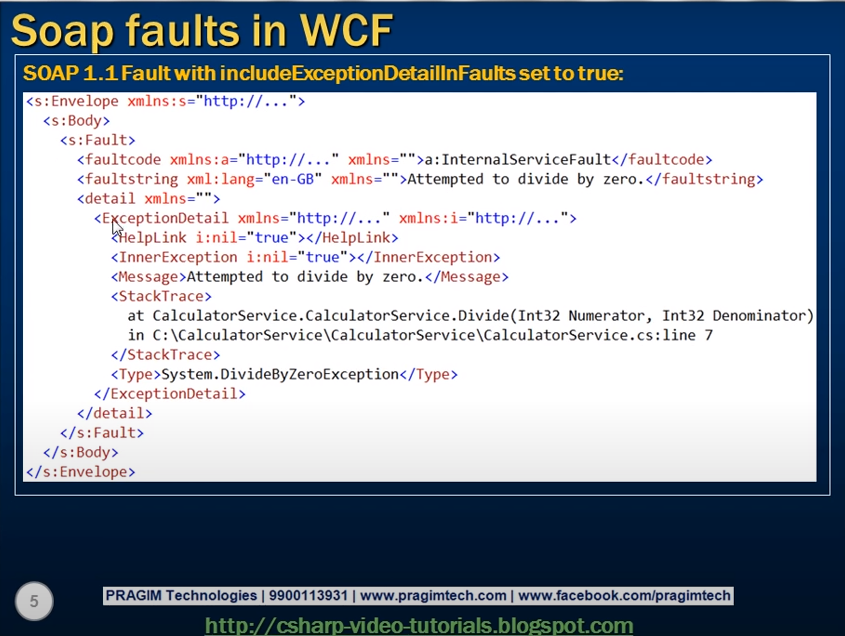 Soap faults in WCF
SOAP 1.1 Fault with includeExceptionDetailInFaults set to true:
<s:Envelope xmlns:s="http://...">
<s:Body>
<s:Fault>
<faultcode xmlns:a="http://..." xmlns="">a:InternalServiceFault</faultcode>
<faultstring xml:lang="en-GB" xmlns="">Attempted to divide by zero.</faultstring>
<detail xmlns="">
<ExceptionDetail xmlns="http://..." xmlns:i="http://...">
<HelpLink i:nil="true"></HelpLink>
<InnerException i:nil="true"></InnerException>
<Message>Attempted to divide by zero.</Message>
<StackTrace>
at CalculatorService.CalculatorService.Divide(Int32 Numerator, Int32 Denominator)
in C:\CalculatorService\CalculatorService\CalculatorService.cs:line 7
</StackTrace>
<Type>System.DivideByZeroException</Type>
</ExceptionDetail>
</detail>
</s:Fault>
</s:Body>
</s:Envelope>
5
PRAGIM Technologies | 9900113931 | www.pragimtech.com | www.facebook.com/pragimtech
http://csharp-video-tutorials.blogspot.com